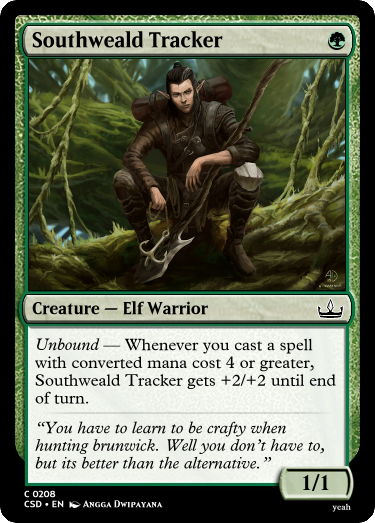 Southweald Tracker
Creature — Elf Warrior
Unbound — Whenever you cast a spell
with converted mana cost 4 or greater,
Southweald Tracker gets +2/+2 until end
of turn.
“You have to learn to be crafty when
hunting brunwick. Well you don’t have to,
but its better than the alternative.”
1/1
C 0208
CSD • EN Angga Dwipayana
yeah